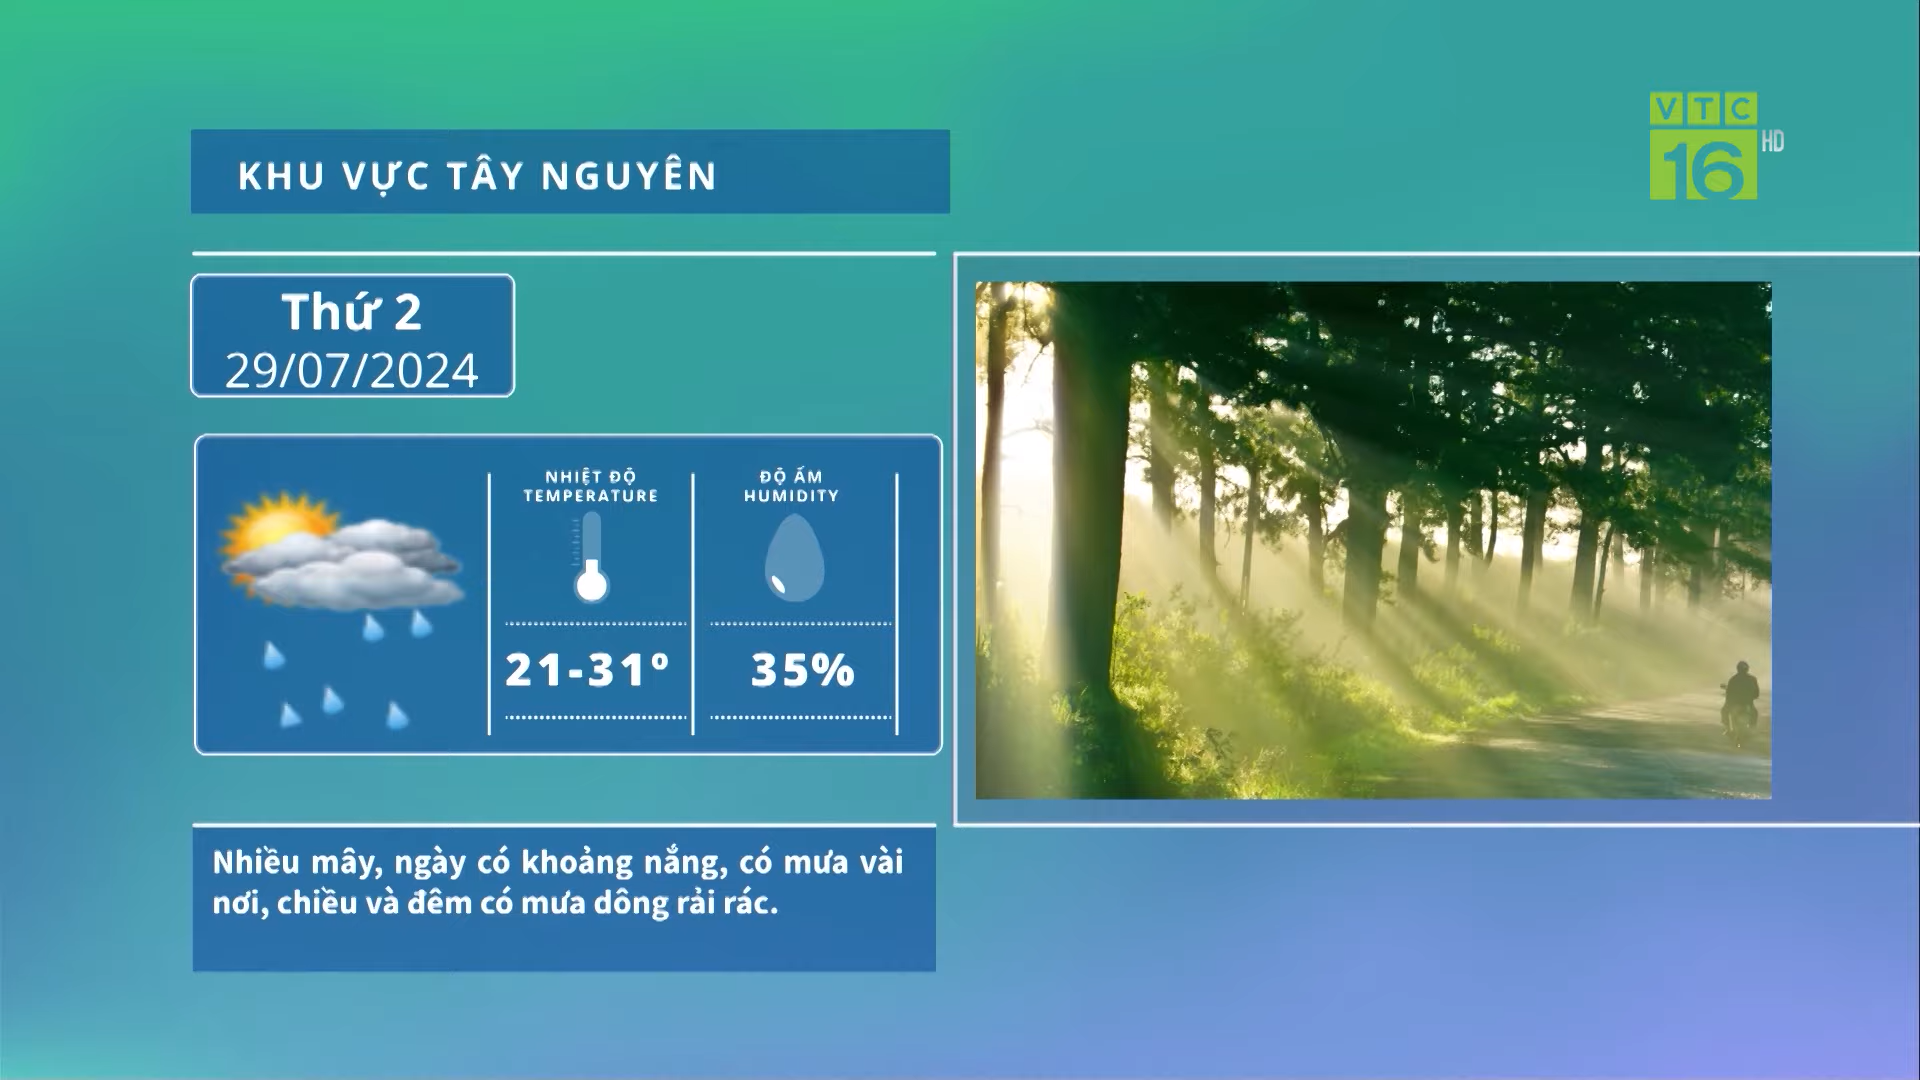 VTC
16 HD
KHU VỰC TÂY NGUYÊN
Thứ 2
29/07/2024
NHIỆT ĐỘ
TEMPERATURE
21-31º
ĐỘ ẨM
HUMIDITY
35%
Nhiều mây, ngày có khoảng nắng, có mưa vài
nơi, chiều và đêm có mưa dông rải rác.